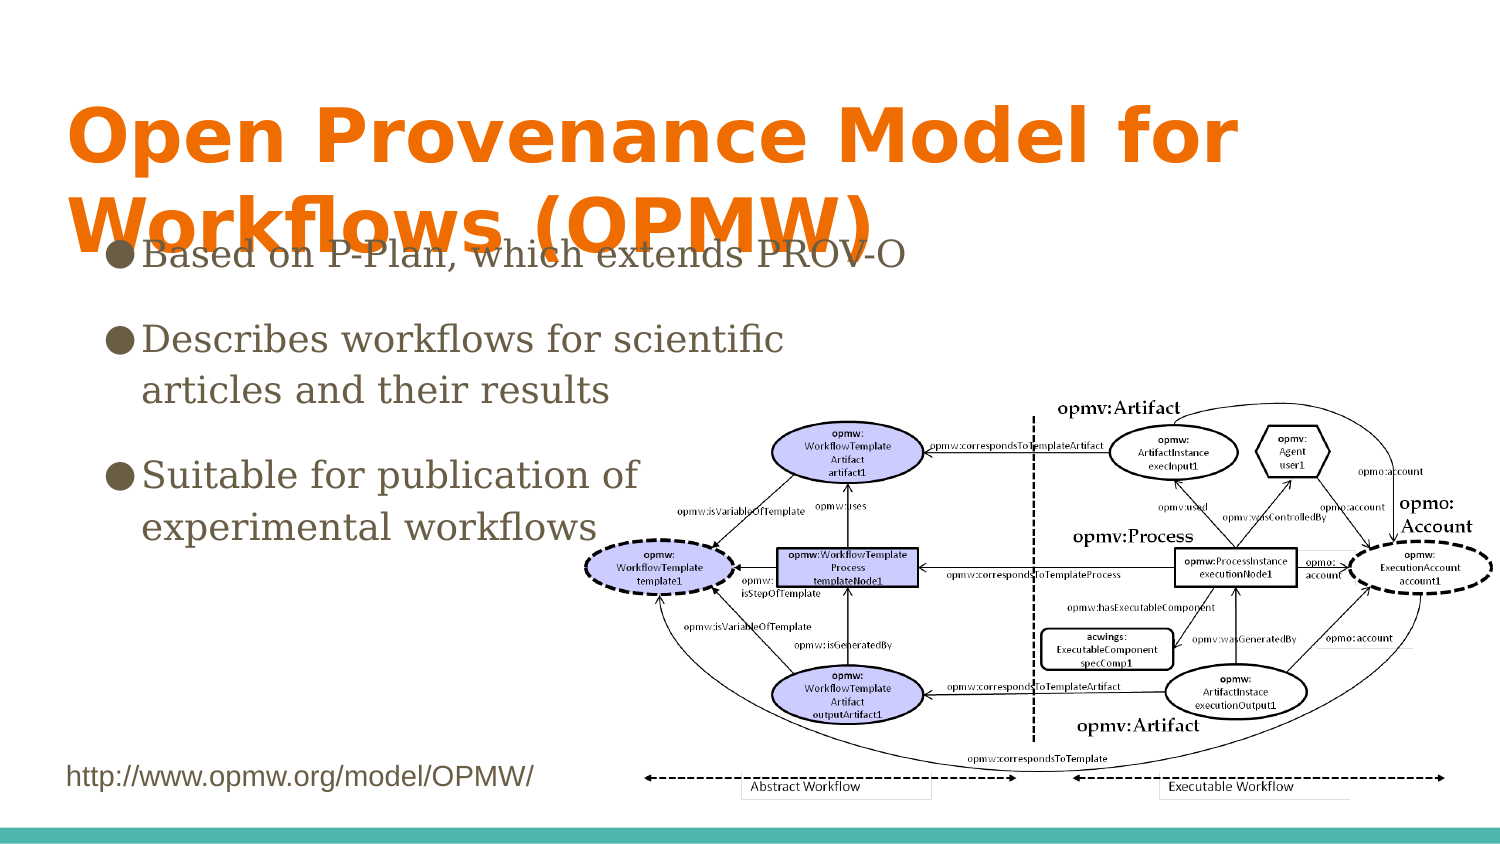 Open Provenance Model for
Workflows (OPMW)
●Based on P-Plan, which extends PROV-O
●Describes workflows for scientific
articles and their results
●Suitable for publication of
experimental workflows
http://www.opmw.org/model/OPMW/
opmv:Artifact
opmw:
WorkflowTemplate
Artifact
artifact1
opmw:correspondsToTemplateArtifact
opmw:
ArtifactInstance
execInput1
opmv:
Agent
user1
opmo:account
opmw:isVariableOfTemplate
opmw:uses
opmv:used
opmv:wasControlledBy
opmo:account
opmo:
Account
opmv:Process
opmw:
WorkflowTemplate
template1
opmw:
isStepOfTemplate
opmw:WorkflowTemplate
Process
templateNode1
opmw:correspondsToTemplateProcess
opmw:ProcessInstance
executionNode1
opmo:
account
opmw:
ExecutionAccount
account1
opmw:hasExecutableComponent
opmw:isVariableOfTemplate
opmw:isGeneratedBy
acwings:
ExecutableComponent
specComp1
opmv:wasGeneratedBy
opmo:account
opmw:
WorkflowTemplate
Artifact
outputArtifact1
opmw:correspondsToTemplateArtifact
opmw:
ArtifactInstace
executionOutput1
opmv:Artifact
opmw:correspondsToTemplate
Abstract Workflow
Executable Workflow